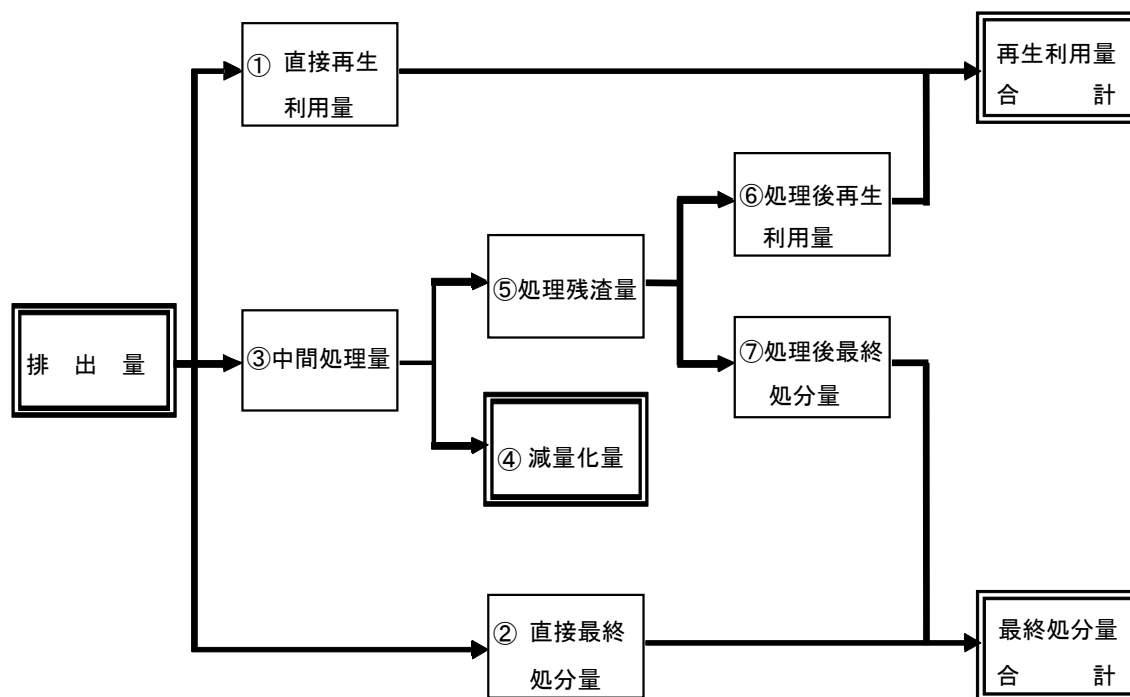 ① 直接再生
利用量
再生利用量
合 計
⑥処理後再生
利用量
⑤処理残渣量
排 出 量
③中間処理量
⑦処理後最終
処分量
④ 減量化量
② 直接最終
処分量
最終処分量
合 計